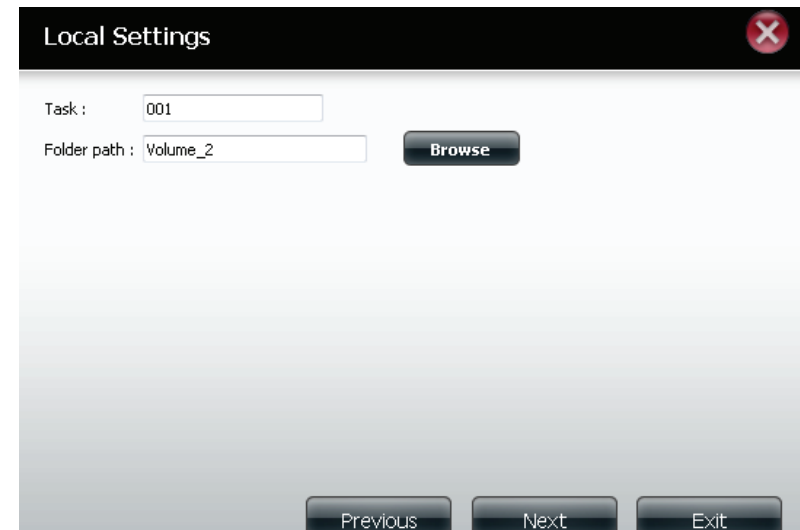 Local Settings
Task : 001
Folder path : Volume_2 Browse
Previous Next Exit